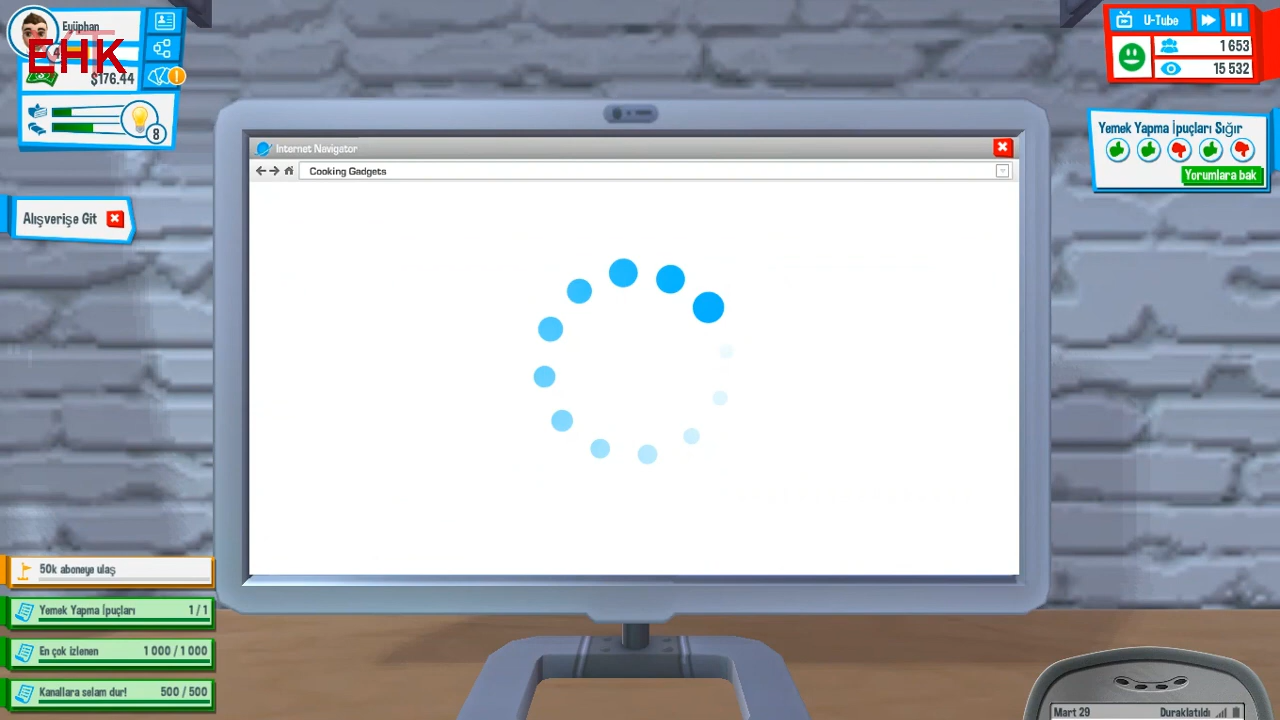 Eyüphan
EHK
4
$176.44
8
U-Tube
1 653
15 532
Yemek Yapma İpuçları Sığır
Yorumlara bak
Internet Navigator
Cooking Gadgets
Alışverişe Git
50k aboneye ulaş
Yemek Yapma İpuçları 1 / 1
En çok izlenen 1 000 / 1 000
Kanallara selam dur! 500 / 500
Mart 29 Duraklatıldı